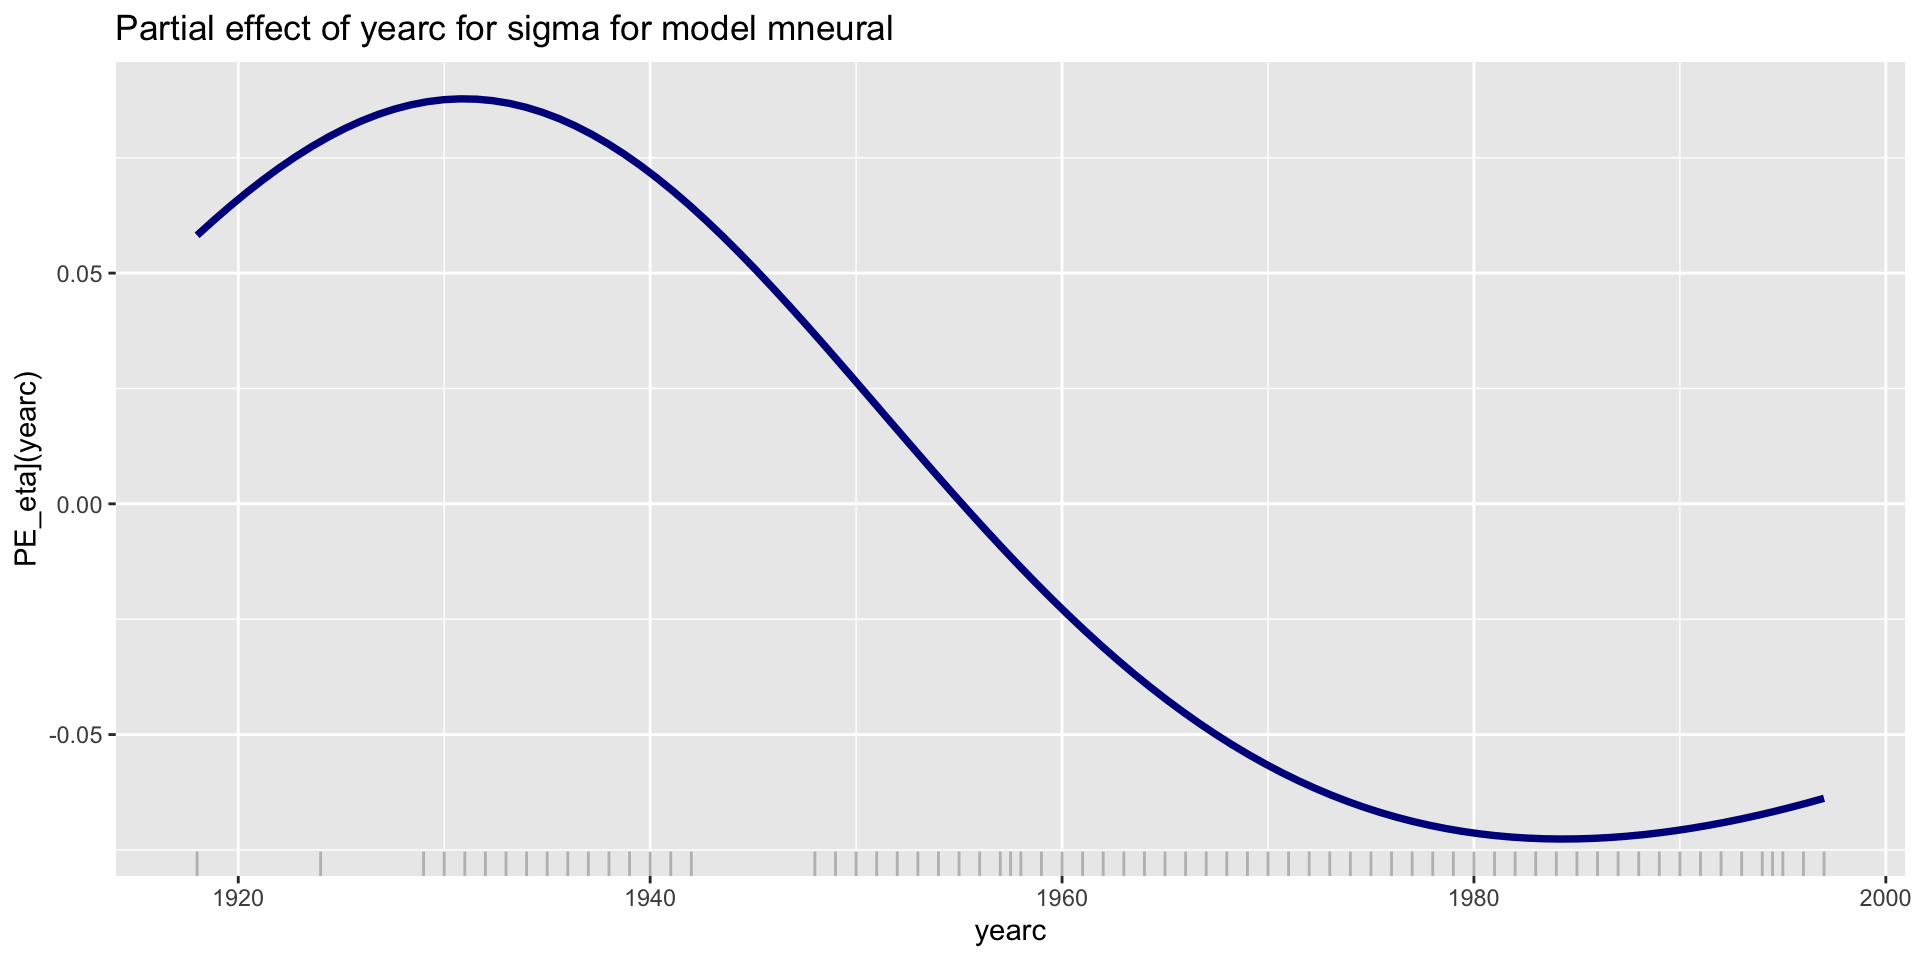 Partial effect of yearc for sigma for model mneural
PE_eta](yearc)
0.05
0.00
-0.05
1920 1940 1960 1980 2000
yearc